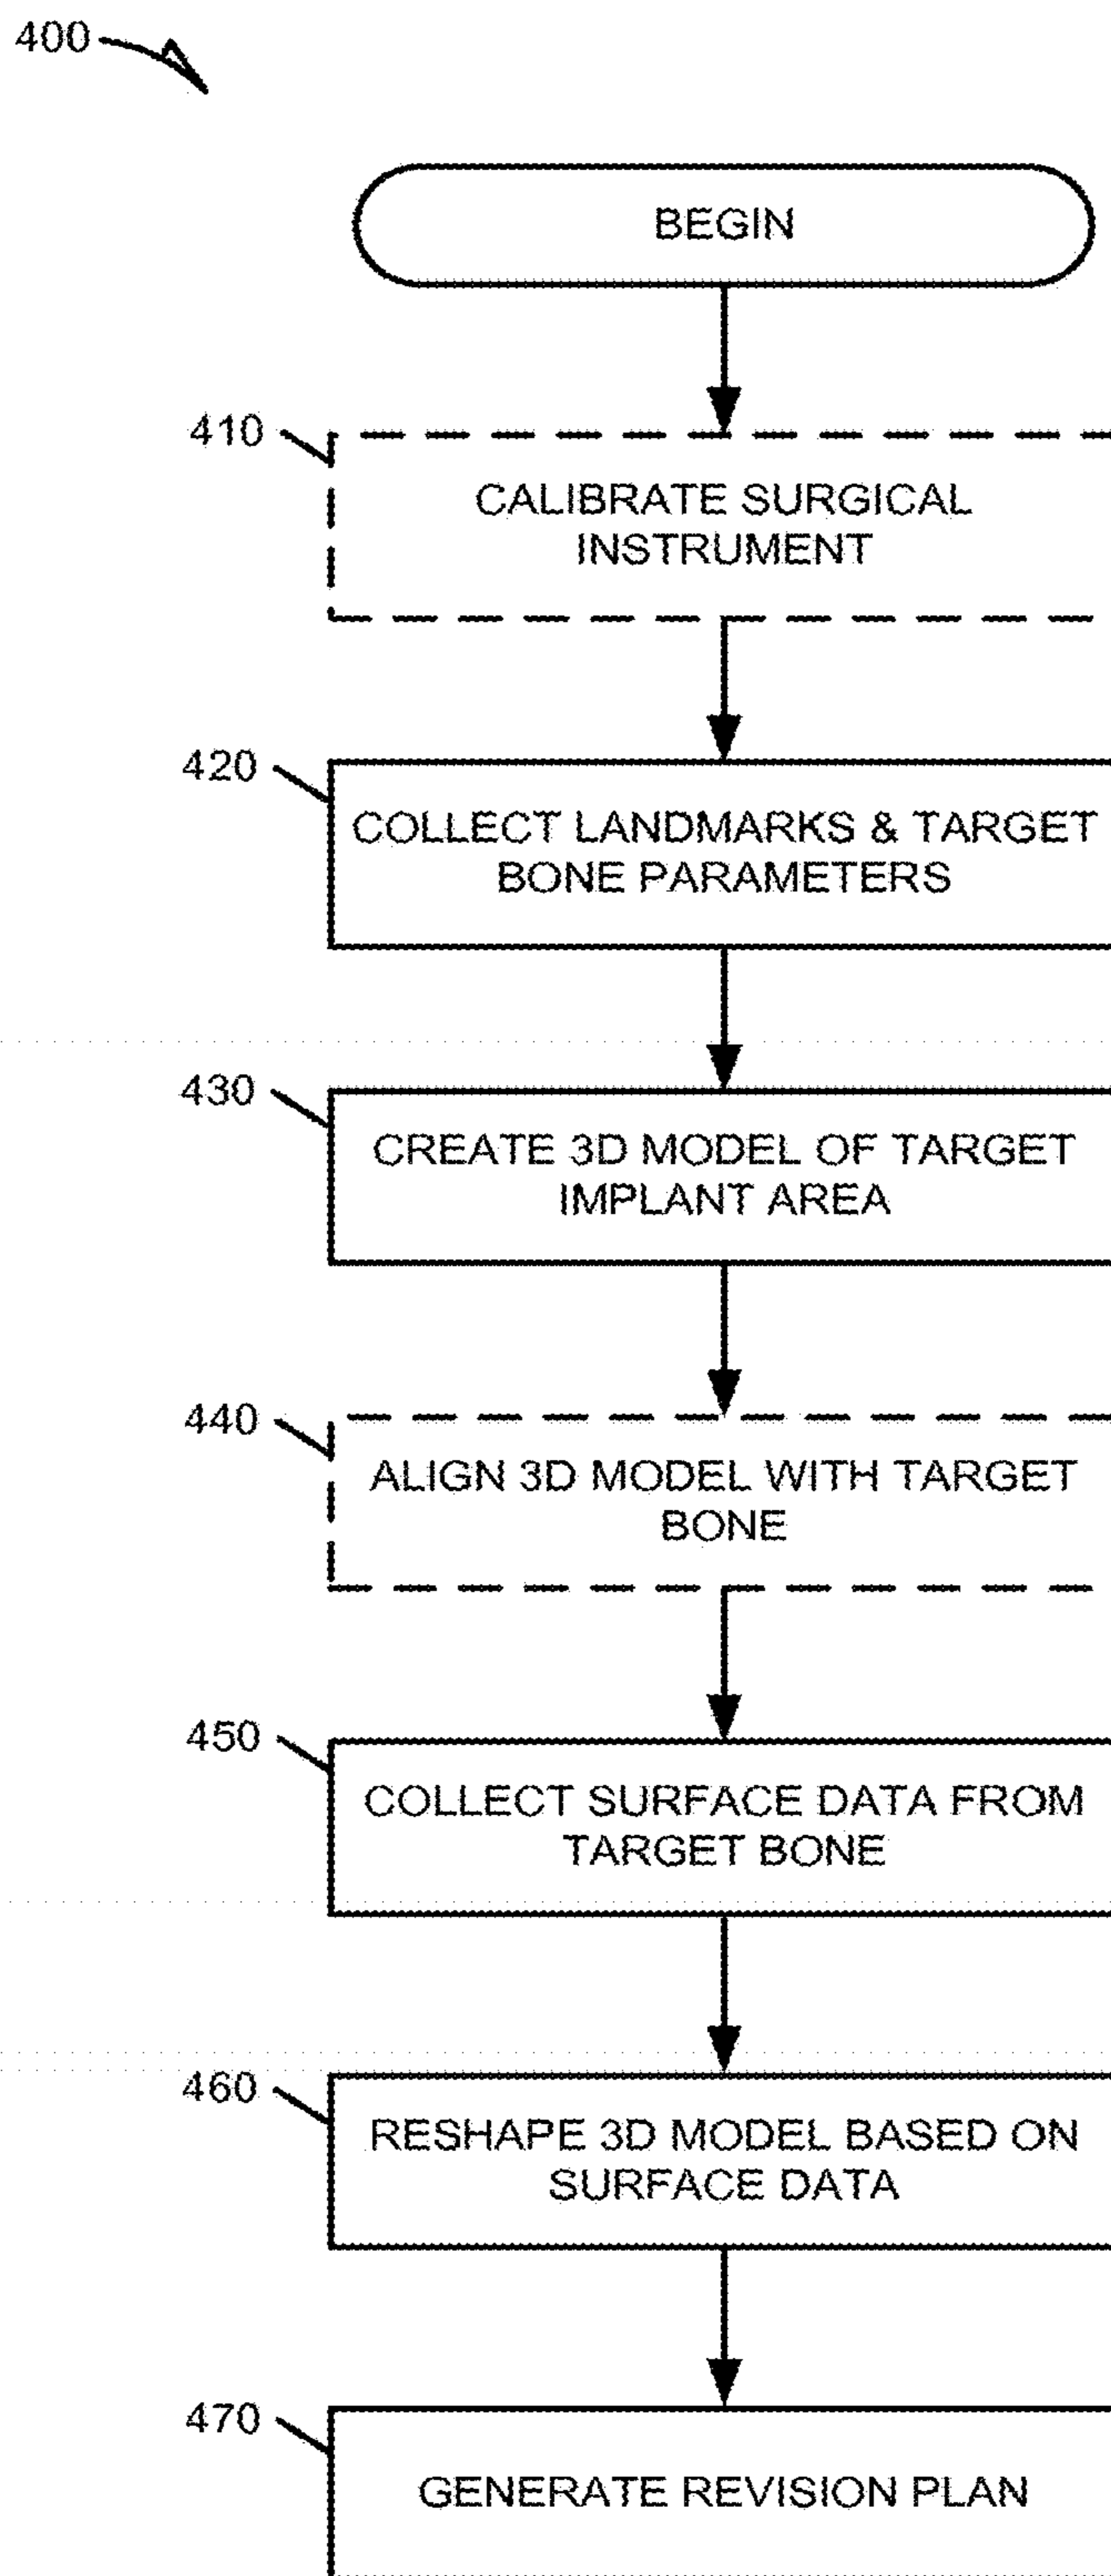 400
BEGIN
410
CALIBRATE SURGICAL
INSTRUMENT
420
COLLECT LANDMARKS & TARGET
BONE PARAMETERS
430
CREATE 3D MODEL OF TARGET
IMPLANT AREA
440
ALIGN 3D MODEL WITH TARGET
BONE
450
COLLECT SURFACE DATA FROM
TARGET BONE
460
RESHAPE 3D MODEL BASED ON
SURFACE DATA
470
GENERATE REVISION PLAN